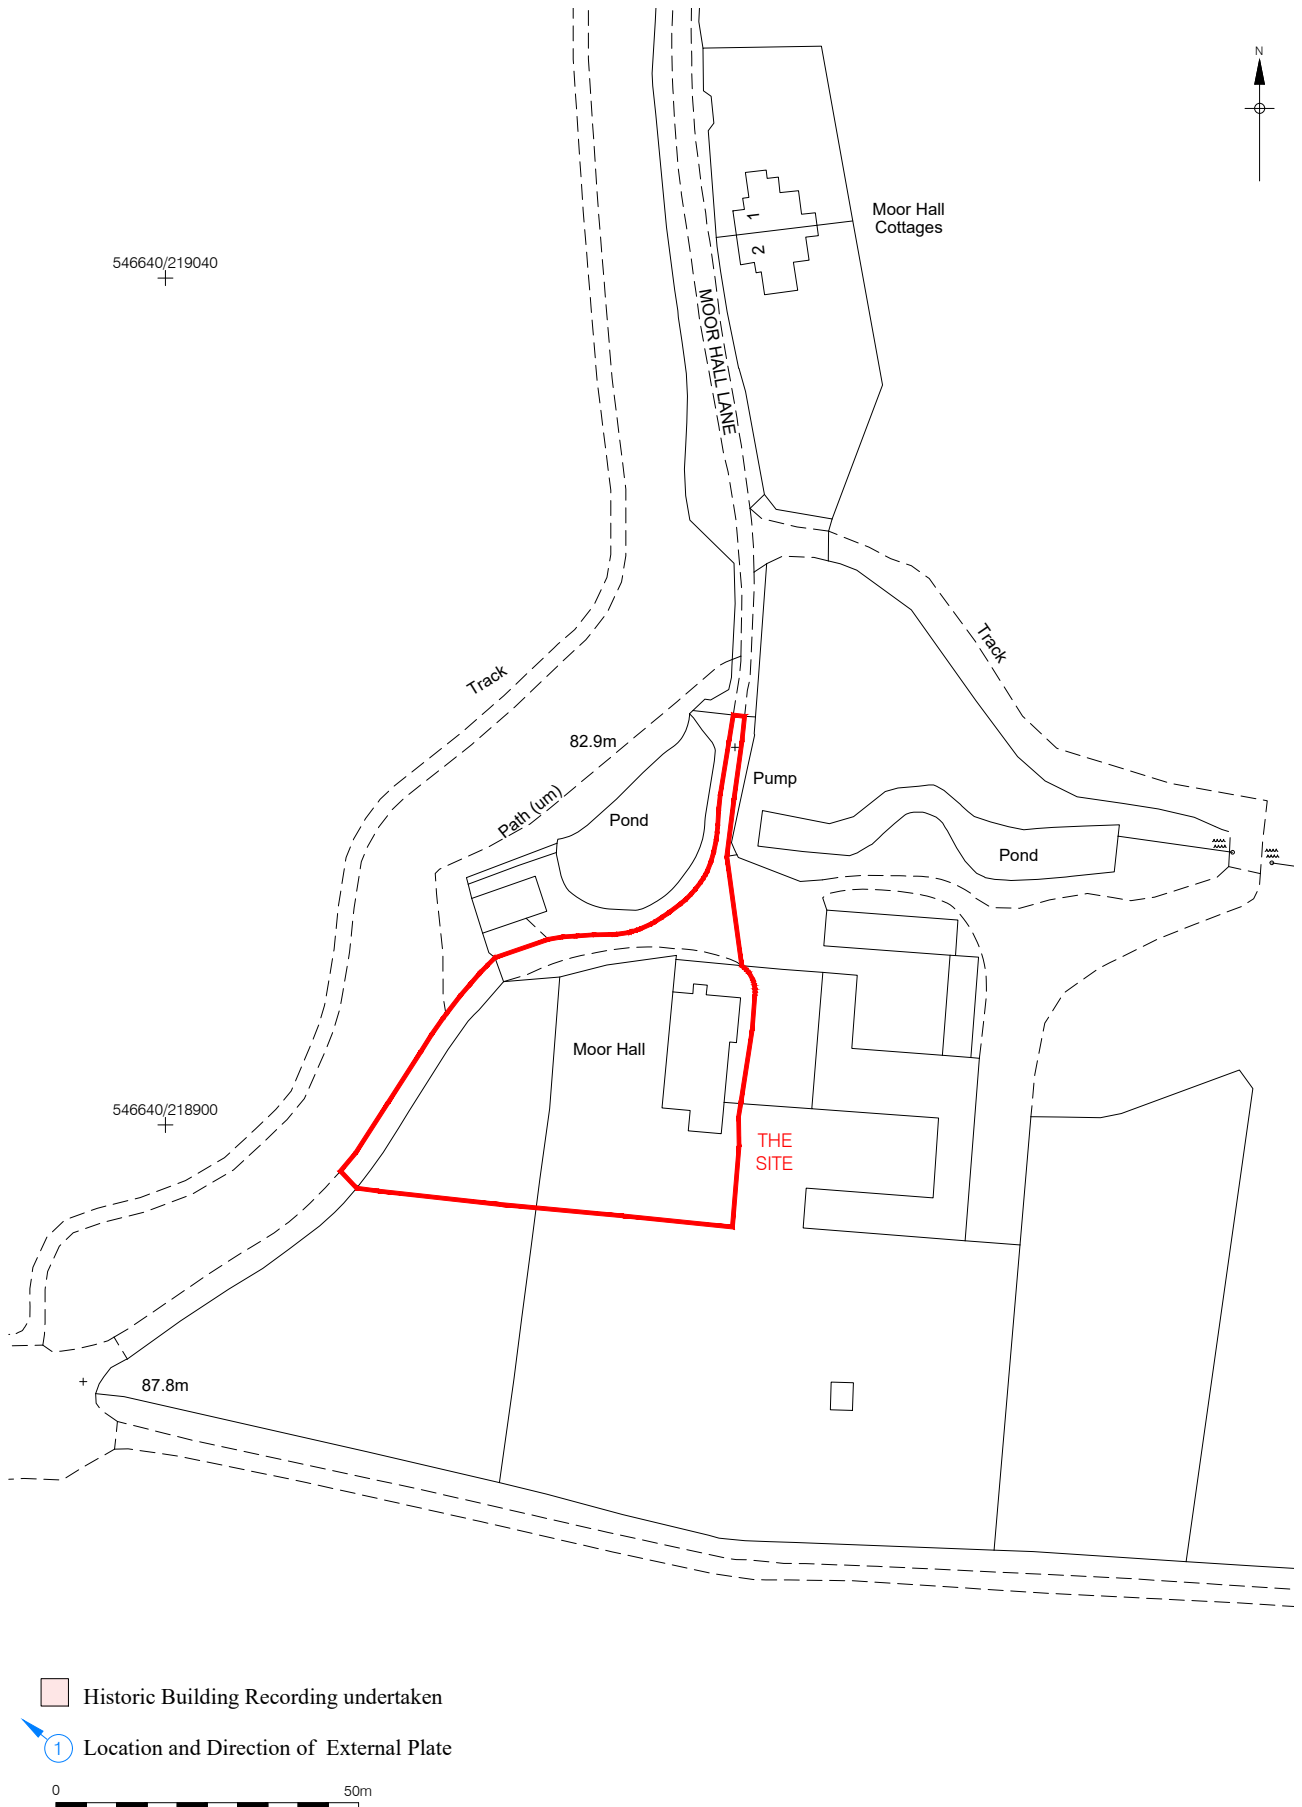 N
Moor Hall
Cottages
1
2
546640/219040
MOOR HALL LANE
Track
Track
82.9m
Pump
Path (um)
Pond
Pond
Moor Hall
546640/218900
THE
SITE
87.8m
Historic Building Recording undertaken
1
Location and Direction of External Plate
0
50m